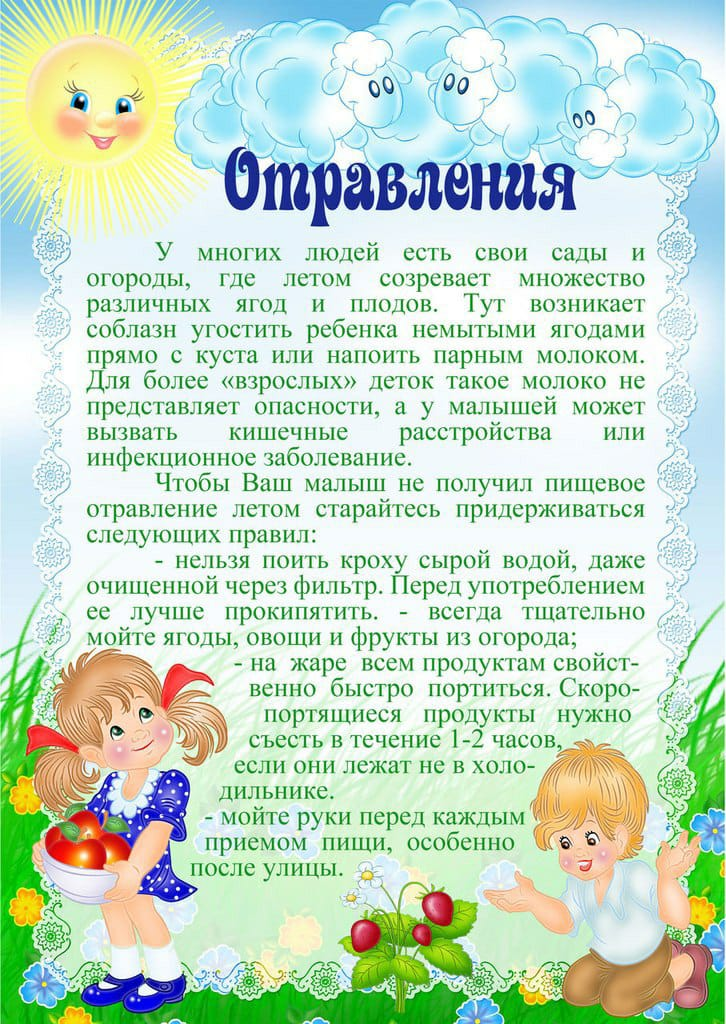 Отравления
У многих людей есть свои сады и
огороды, где летом созревает множество
различных ягод и плодов. Тут возникает
соблазн угостить ребенка немытыми ягодами
прямо с куста или напоить парным молоком.
Для более «взрослых» деток такое молоко не
представляет опасности, а у малышей может
вызвать кишечные расстройства или
инфекционное заболевание.
Чтобы Ваш малыш не получил пищевое
отравление летом старайтесь придерживаться
следующих правил:
- нельзя поить кроху сырой водой, даже
очищенной через фильтр. Перед употреблением
ее лучше прокипятить. - всегда тщательно
мойте ягоды, овощи и фрукты из огорода;
- на жаре всем продуктам свойст-
венно быстро портиться. Скоро-
портящиеся продукты нужно
съесть в течение 1-2 часов,
если они лежат не в холо-
дильнике.
- мойте руки перед каждым
приемом пищи, особенно
после улицы.